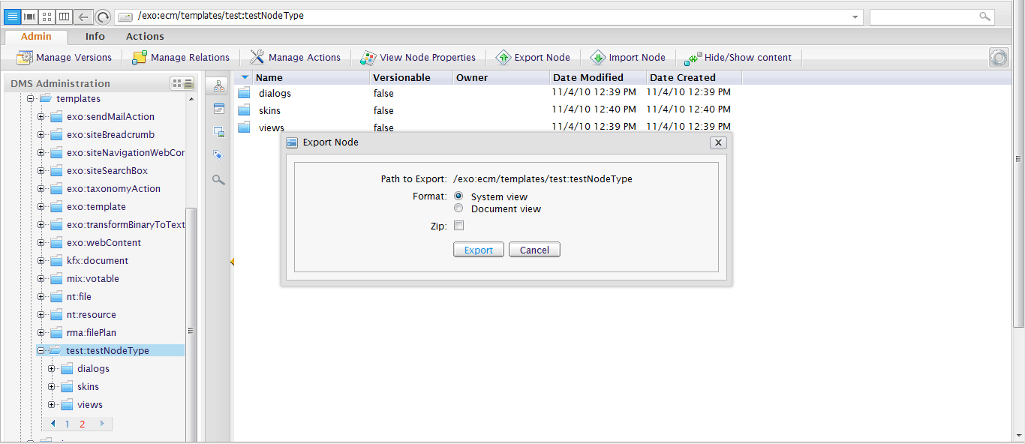 /exo:ecm/templates/test:testNodeType
Admin Info Actions
Manage Versions Manage Relations Manage Actions View Node Properties Export Node Import Node Hide/Show content
DMS Administration
templates
exo:sendMailAction
exo:siteBreadcrumb
exo:siteNavigationWebCor
exo:siteSearchBox
exo:taxonomyAction
exo:template
exo:transformBinaryToText
exo:webContent
kfx:document
mix:votable
nt:file
nt:resource
rma:filePlan
test:testNodeType
dialogs
skins
views
1 2
Name Versionable Owner Date Modified Date Created
dialogs false 11/4/10 12:39 PM 11/4/10 12:39 PM
skins false 11/4/10 12:40 PM 11/4/10 12:40 PM
views false 11/4/10 12:39 PM 11/4/10 12:39 PM
Export Node
Path to Export: /exo:ecm/templates/test:testNodeType
Format: System view
Document view
Zip:
Export Cancel